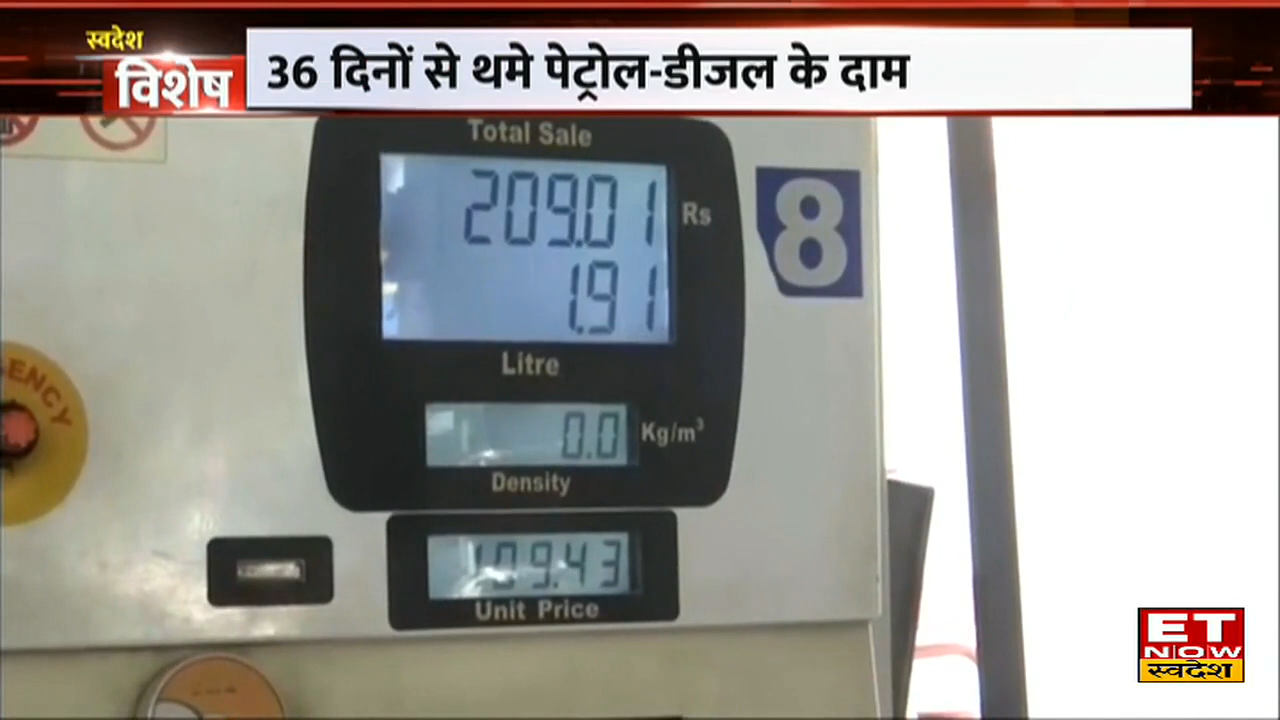 स्वदेश
विशेष
36 दिनों से थमे पेट्रोल-डीजल के दाम
Total Sale
209.01 Rs
1.91
Litre
8
0.0 Kg/m³
Density
109.43
Unit Price
ENCY
ET
NOW
स्वदेश